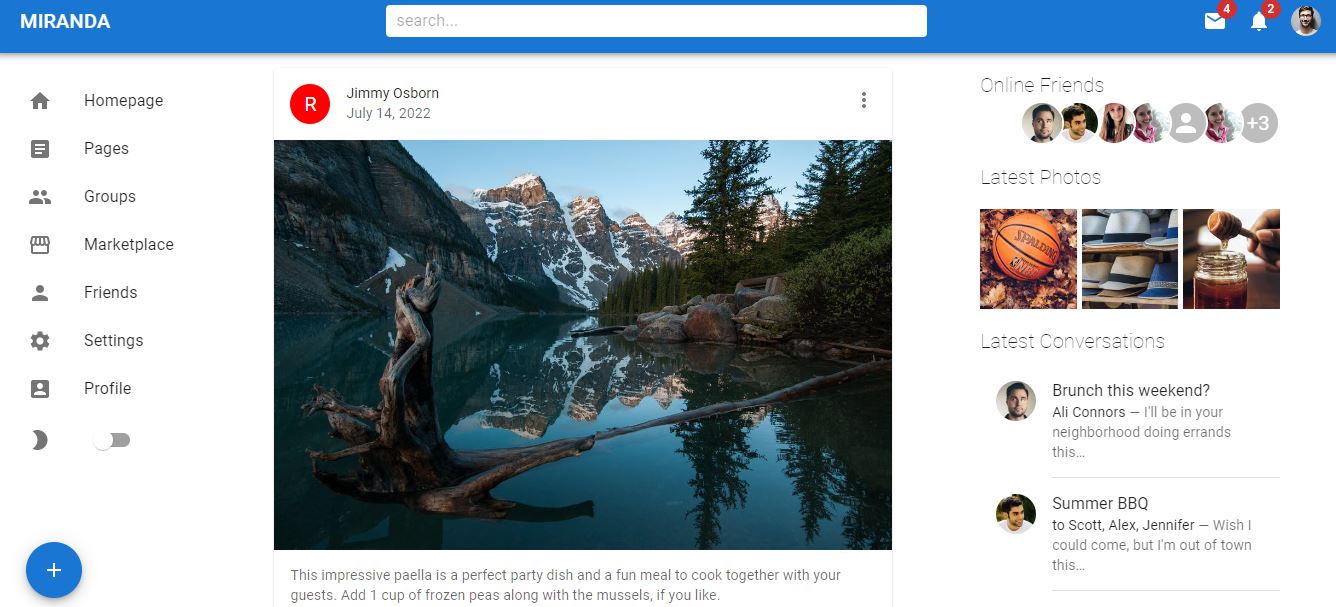 MIRANDA
search...
4
2
Homepage
Pages
Groups
Marketplace
Friends
Settings
Profile
R
Jimmy Osborn
July 14, 2022
This impressive paella is a perfect party dish and a fun meal to cook together with your
guests. Add 1 cup of frozen peas along with the mussels, if you like.
Online Friends
+3
Latest Photos
SPALDING
Latest Conversations
Brunch this weekend?
Ali Connors — I'll be in your
neighborhood doing errands
this…
Summer BBQ
to Scott, Alex, Jennifer — Wish I
could come, but I'm out of town
this…